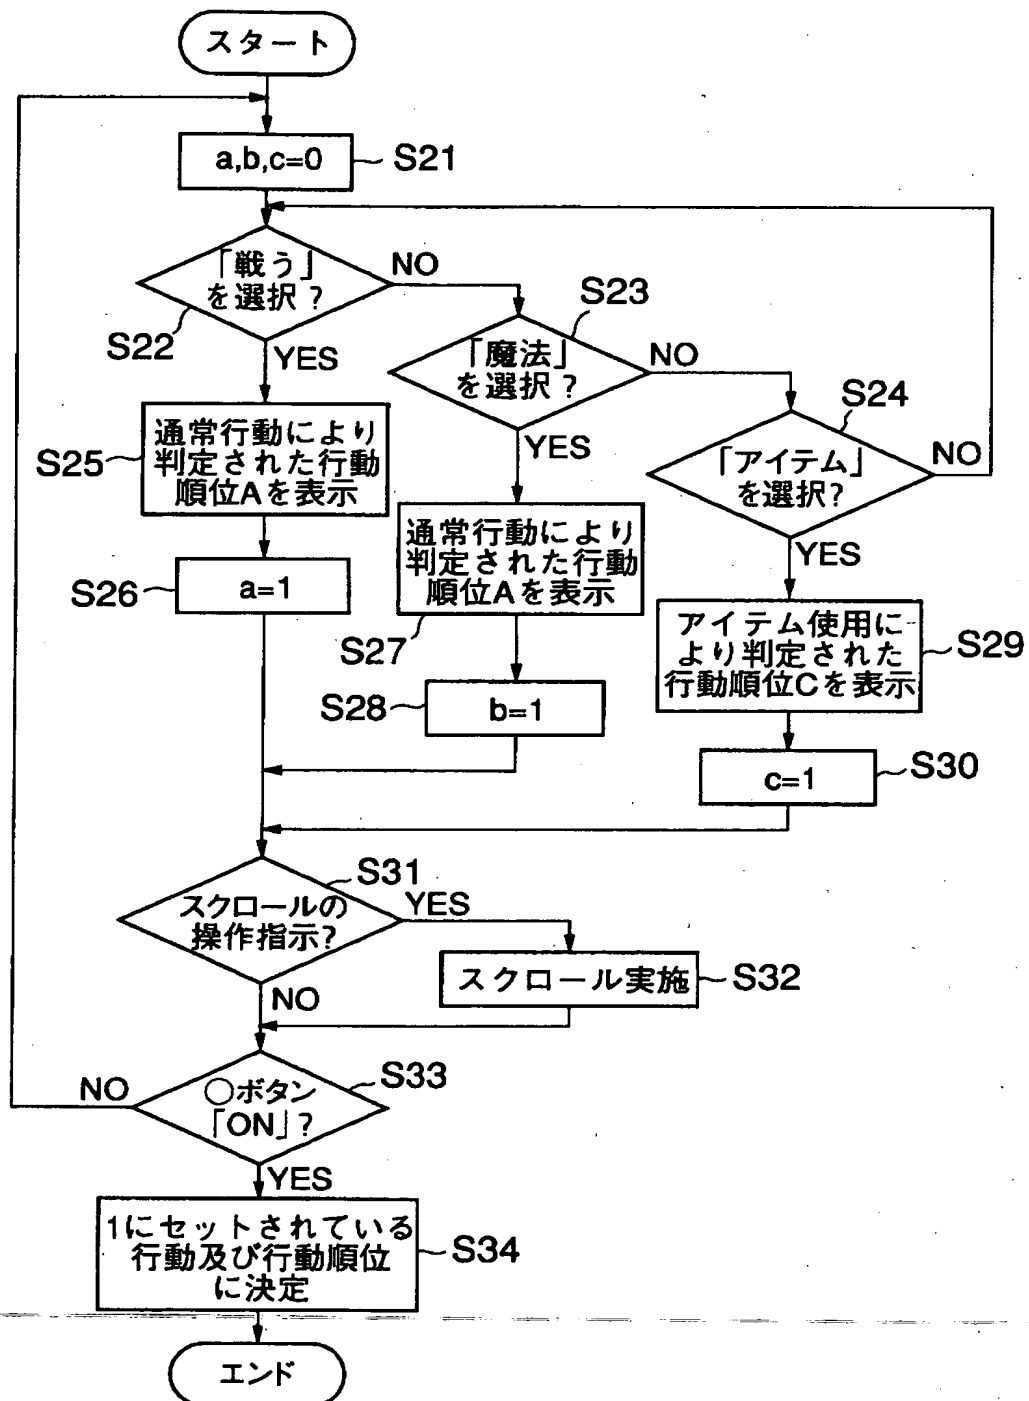 スタート
a,b,c=0
S21
「戦う」
を選択?
NO
S22
YES
S23
「魔法」
を選択?
NO
YES
S24
「アイテム」
を選択?
NO
YES
S25
通常行動により
判定された行動
順位Aを表示
S26
a=1
通常行動により
判定された行動
順位Aを表示
S27
S28
b=1
アイテム使用に
より判定された
行動順位Cを表示
S29
c=1
S30
S31
スクロールの
操作指示?
YES
NO
スクロール実施
S32
S33
○ボタン
「ON」?
NO
YES
1にセットされている
行動及び行動順位
に決定
S34
エンド